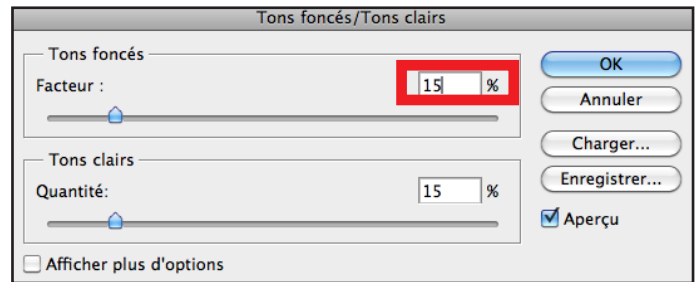 Tons foncés/Tons clairs
Tons foncés
Facteur :
15 %
Tons clairs
Quantité:
15 %
Afficher plus d'options
OK
Annuler
Charger...
Enregistrer...
Aperçu